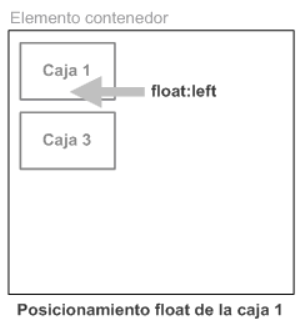 Elemento contenedor
Caja 1
float:left
Caja 3
Posicionamiento float de la caja 1